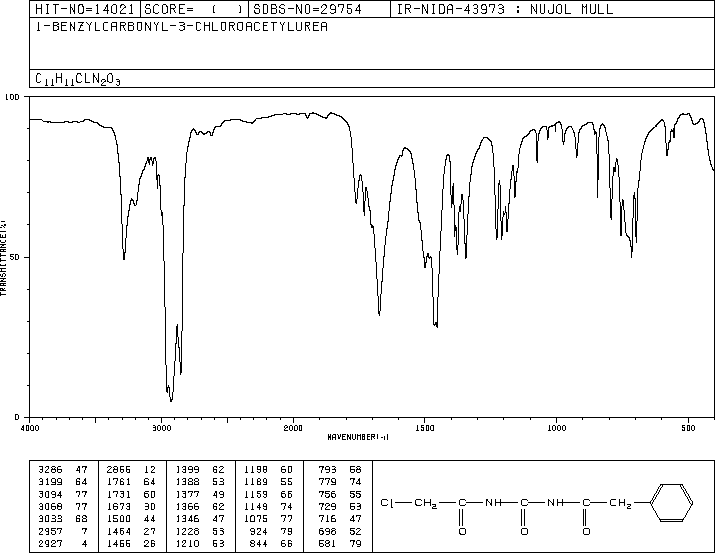 HIT-NO=14021 SCORE= ( ) SDBS-NO=29754 IR-NIDA-43973 : NUJOL MULL
1-BENZYLCARBONYL-3-CHLOROACETYLUREA
C11H11CLN2O3
100
50
0
TRANSMITTANCE(%)
4000 3000 2000 1500 1000 500
WAVENUMBER(-1)
3286 47 2866 12 1399 62 1198 60 793 58
3199 64 1761 64 1388 53 1189 55 779 74
3094 77 1731 60 1377 49 1159 66 756 55
3068 77 1673 30 1366 62 1149 74 729 53
3033 68 1500 44 1346 47 1075 77 716 47
2957 7 1464 27 1228 53 924 79 698 52
2927 4 1456 26 1210 53 844 66 581 79
Cl CH2 C NH C NH C CH2
O O O